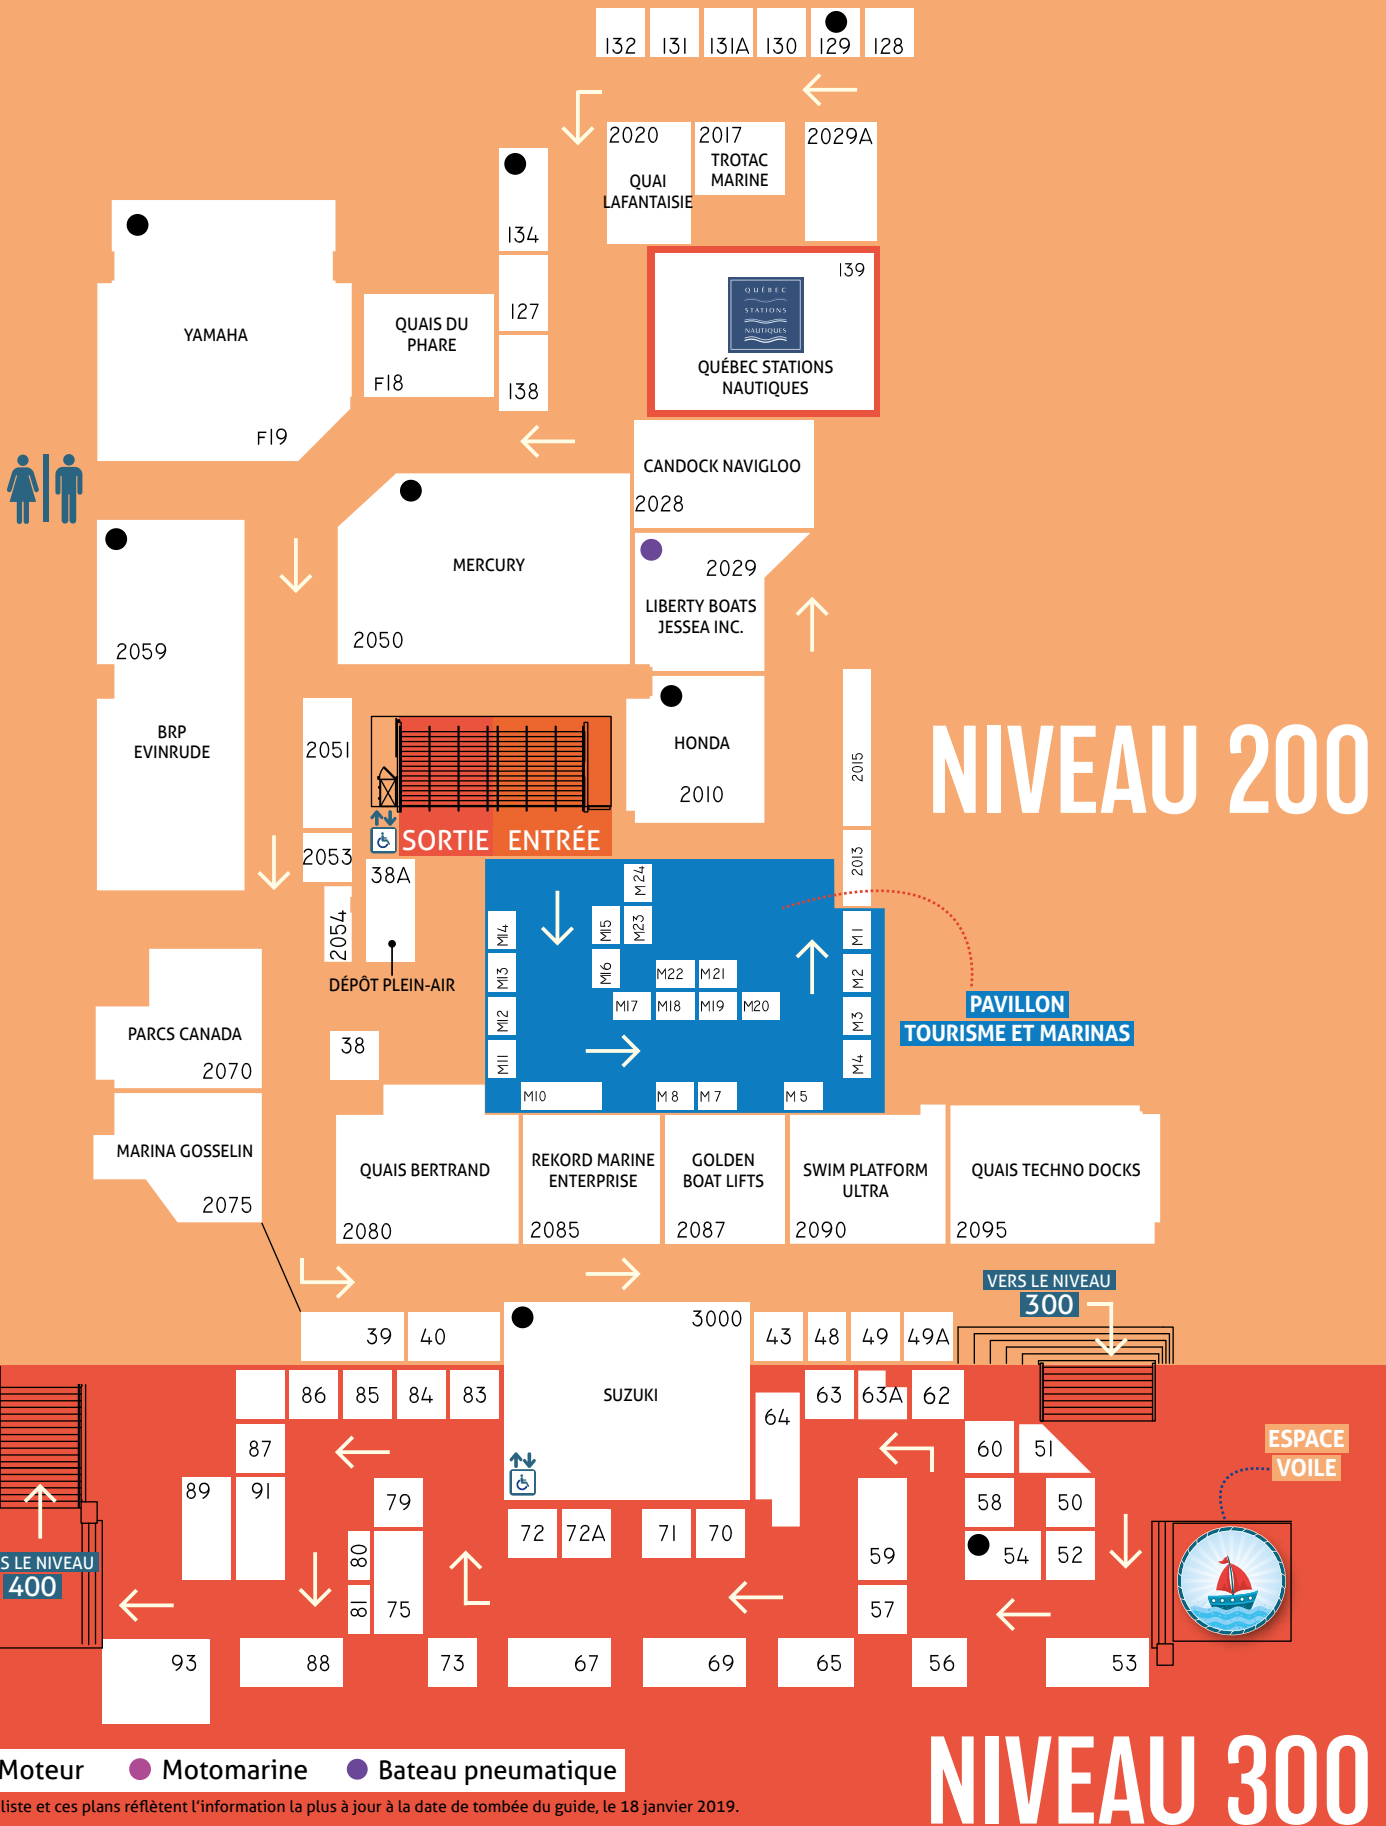 132 131 131A 130 129 128
2020 2017 2029A
TROTAC
MARINE
QUAI
LAFANTAISIE
134
139
QUÉBEC
STATIONS
NAUTIQUES
127
QUAIS DU
PHARE
YAMAHA
QUÉBEC STATIONS
NAUTIQUES
F18
138
F19
CANDOCK NAVIGLOO
2028
MERCURY
2029
LIBERTY BOATS
JESSEA INC.
2050
2059
BRP
EVINRUDE
2051
HONDA
2010
2015
NIVEAU 200
SORTIE ENTRÉE
2053
38A
2013
2054
DÉPÔT PLEIN-AIR
M24
M23
M15
M16
M14
M13
M12
M11
M22 M21
M17 M18 M19 M20
M1
M2
M3
M4
M10 M8 M7 M5
PAVILLON
TOURISME ET MARINAS
PARCS CANADA
2070
38
MARINA GOSSELIN
2075
QUAIS BERTRAND
2080
REKORD MARINE
ENTERPRISE
2085
GOLDEN
BOAT LIFTS
2087
SWIM PLATFORM
ULTRA
2090
QUAIS TECHNO DOCKS
2095
VERS LE NIVEAU
300
39 40 3000 43 48 49 49A
SUZUKI
86 85 84 83 64 63 63A 62
87 60 51
ESPACE
VOILE
89 91 79 58 50
72 72A 71 70
80 59 54 52
S LE NIVEAU
400
81 75 57
93 88 73 67 69 65 56 53
Moteur Motomarine Bateau pneumatique
liste et ces plans réflètent l'information la plus à jour à la date de tombée du guide, le 18 janvier 2019.
NIVEAU 300